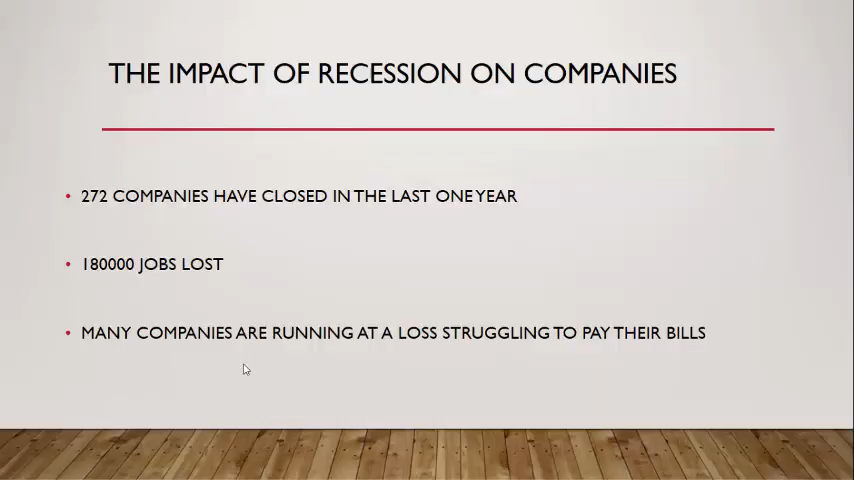 THE IMPACT OF RECESSION ON COMPANIES
• 272 COMPANIES HAVE CLOSED IN THE LAST ONE YEAR
• 180000 JOBS LOST
• MANY COMPANIES ARE RUNNING AT A LOSS STRUGGLING TO PAY THEIR BILLS